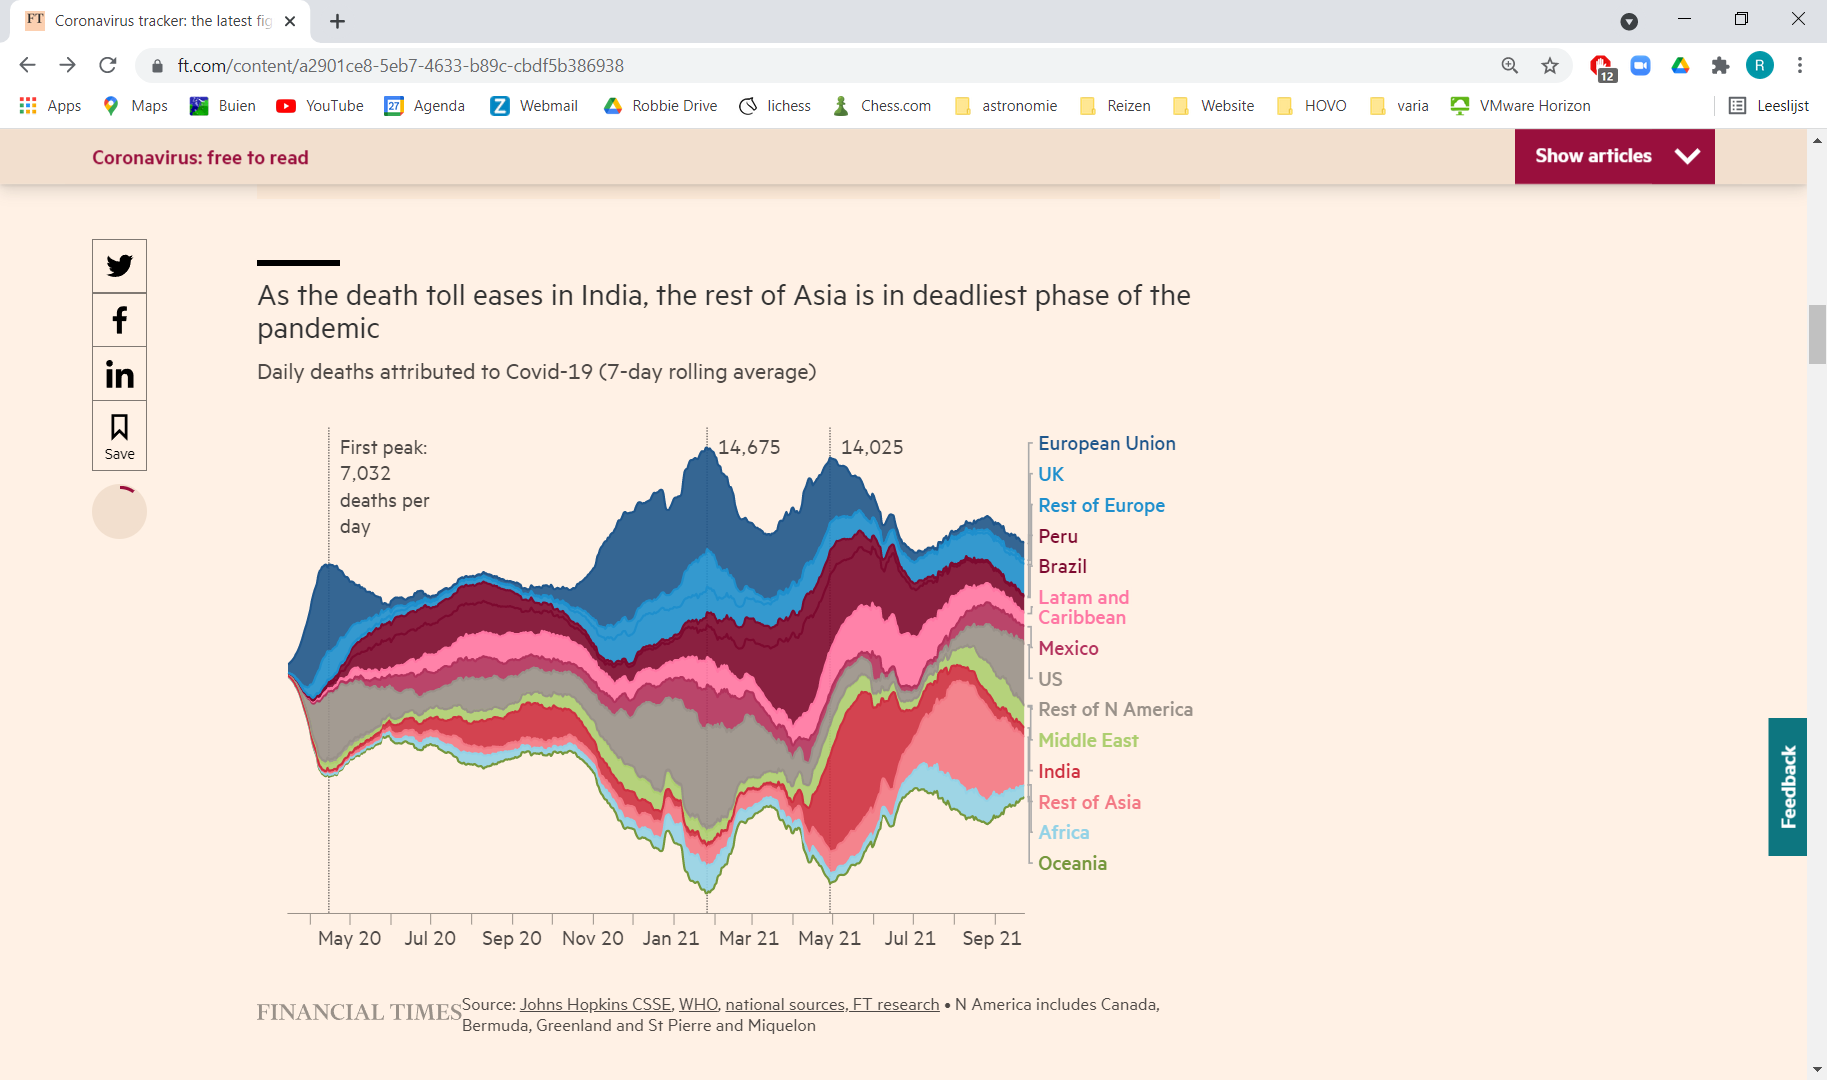 FT Coronavirus tracker: the latest fig
ft.com/content/a2901ce8-5eb7-4633-b89c-cbdf5b386938
12
R
Apps Maps Buien YouTube 27 Agenda Z Webmail Robbie Drive lichess Chess.com astronomie Reizen Website HOVO varia VMware Horizon Leeslijst
Coronavirus: free to read
Show articles
Save
As the death toll eases in India, the rest of Asia is in deadliest phase of the
pandemic
Daily deaths attributed to Covid-19 (7-day rolling average)
First peak:
7,032
deaths per
day
14,675
14,025
European Union
UK
Rest of Europe
Peru
Brazil
Latam and
Caribbean
Mexico
US
Rest of N America
Middle East
India
Rest of Asia
Africa
Oceania
May 20 Jul 20 Sep 20 Nov 20 Jan 21 Mar 21 May 21 Jul 21 Sep 21
FINANCIAL TIMES
Source: Johns Hopkins CSSE, WHO, national sources, FT research • N America includes Canada,
Bermuda, Greenland and St Pierre and Miquelon
Feedback